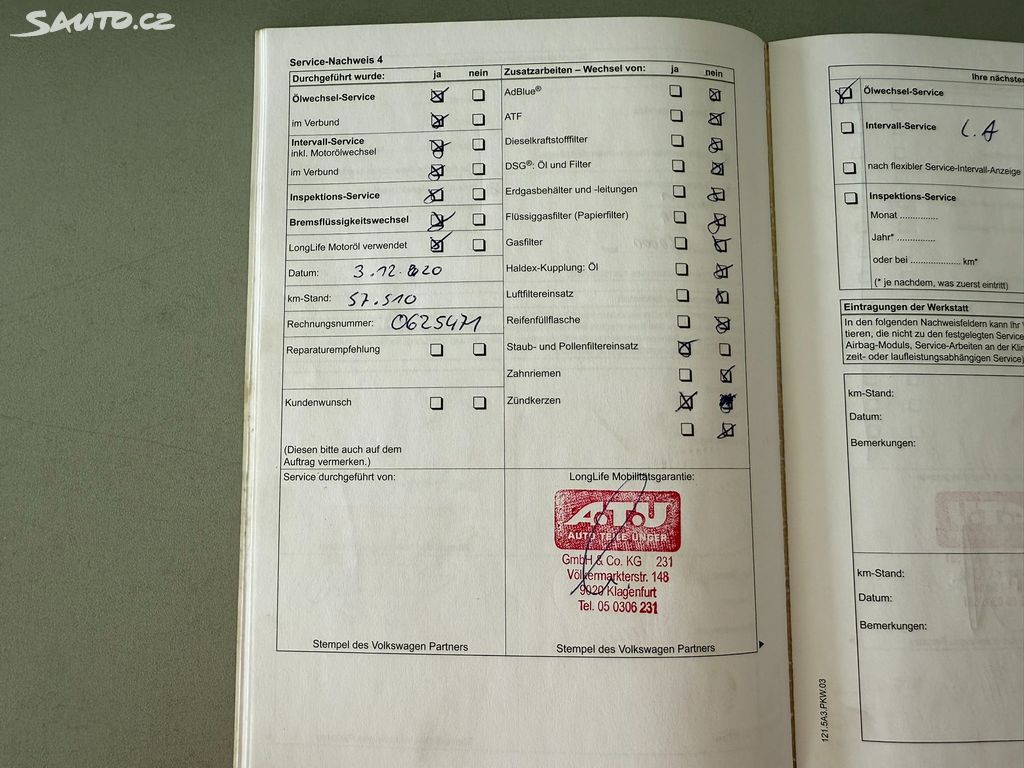 SAUTO.CZ
Service-Nachweis 4
Durchgeführt wurde: ja nein
Ölwechsel-Service
im Verbund
Intervall-Service
inkl. Motorölwechsel
im Verbund
Inspektions-Service
Bremsflüssigkeitswechsel
LongLife Motoröl verwendet
Datum: 3.12.2020
km-Stand: 57.510
Rechnungsnummer: 0625471
Reparaturempfehlung
Kundenwunsch
(Diesen bitte auch auf dem
Auftrag vermerken.)
Service durchgeführt von:
Stempel des Volkswagen Partners
Zusatzarbeiten – Wechsel von: ja nein
AdBlue®
ATF
Dieselkraftstofffilter
DSG®: Öl und Filter
Erdgasbehälter und -leitungen
Flüssiggasfilter (Papierfilter)
Gasfilter
Haldex-Kupplung: Öl
Luftfiltereinsatz
Reifenfüllflasche
Staub- und Pollenfiltereinsatz
Zahnriemen
Zündkerzen
LongLife Mobilitätsgarantie:
A.T.U
AUTO TEILE UNGER
GmbH & Co. KG 231
Völkermarkterstr. 148
9020 Klagenfurt
Tel. 05 0306 231
Stempel des Volkswagen Partners
Ihre nächsten
Ölwechsel-Service
Intervall-Service L.A
nach flexibler Service-Intervall-Anzeige
Inspektions-Service
Monat ...............
Jahr* ...............
oder bei .................... km*
(* je nachdem, was zuerst eintritt)
Eintragungen der Werkstatt
In den folgenden Nachweisfeldern kann Ihr
tieren, die nicht zu den festgelegten Service
Airbag-Moduls, Service-Arbeiten an der Kli
zeit- oder laufleistungsabhängigen Service)
km-Stand:
Datum:
Bemerkungen:
km-Stand:
Datum:
Bemerkungen:
121.5A3.PKW.03